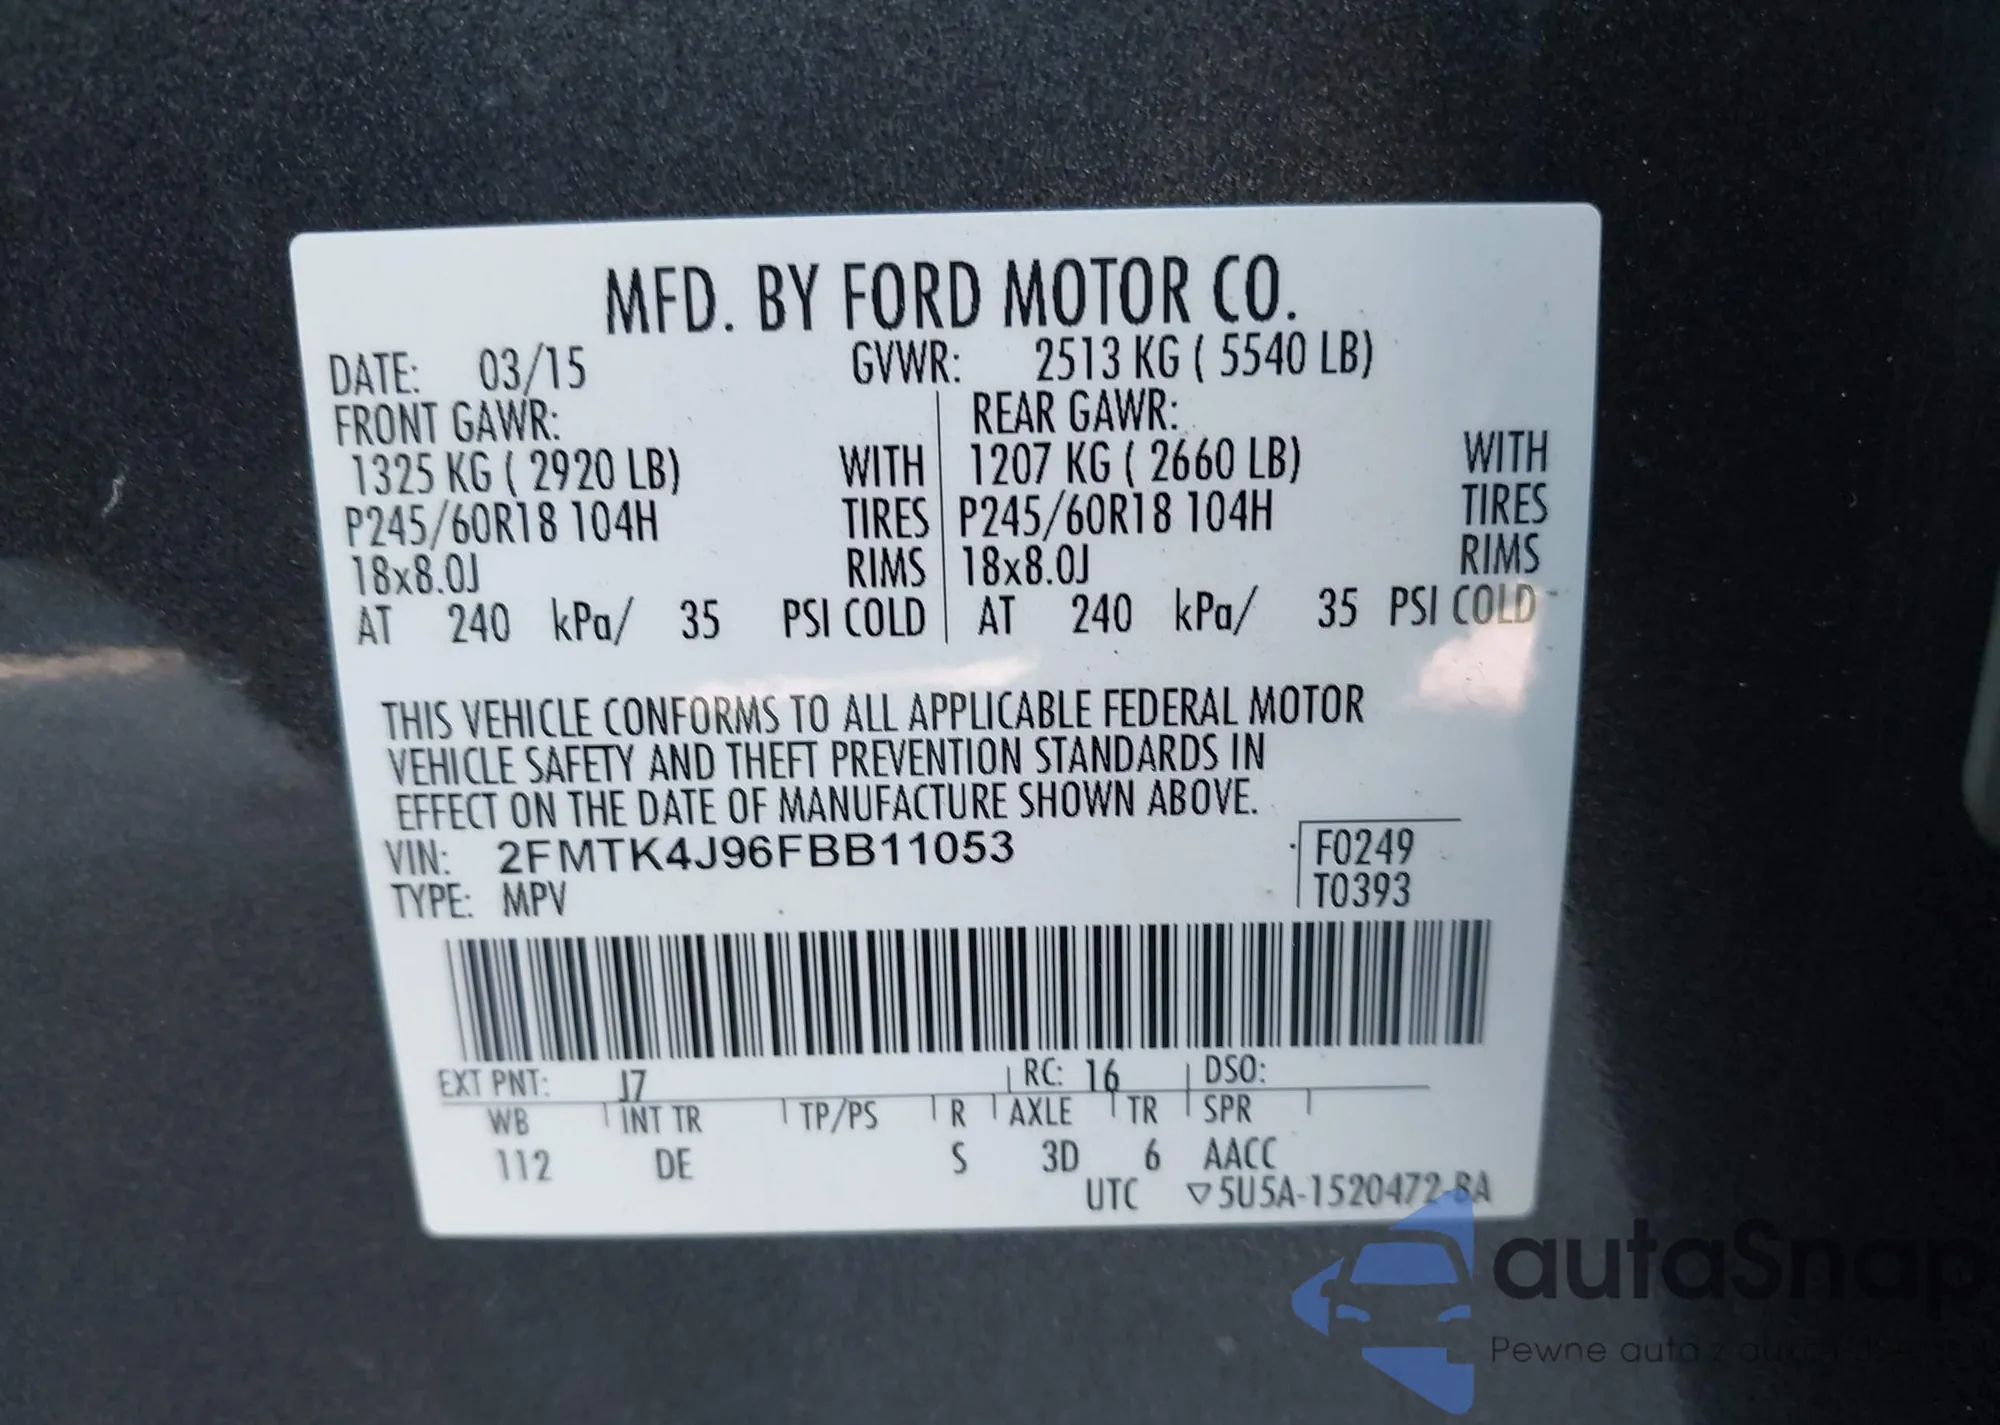 MFD. BY FORD MOTOR CO.
DATE: 03/15 GVWR: 2513 KG ( 5540 LB)
FRONT GAWR: REAR GAWR:
1325 KG ( 2920 LB) WITH 1207 KG ( 2660 LB) WITH
P245/60R18 104H TIRES P245/60R18 104H TIRES
18x8.0J RIMS 18x8.0J RIMS
AT 240 kPa/ 35 PSI COLD AT 240 kPa/ 35 PSI COLD
THIS VEHICLE CONFORMS TO ALL APPLICABLE FEDERAL MOTOR
VEHICLE SAFETY AND THEFT PREVENTION STANDARDS IN
EFFECT ON THE DATE OF MANUFACTURE SHOWN ABOVE.
VIN: 2FMTK4J96FBB11053 F0249
TYPE: MPV T0393
EXT PNT: J7 RC: 16 DSO:
WB INT TR TP/PS R AXLE TR SPR
112 DE S 3D 6 AACC
UTC ▽5U5A-1520472-BA
autaSnap
Pewne auta z